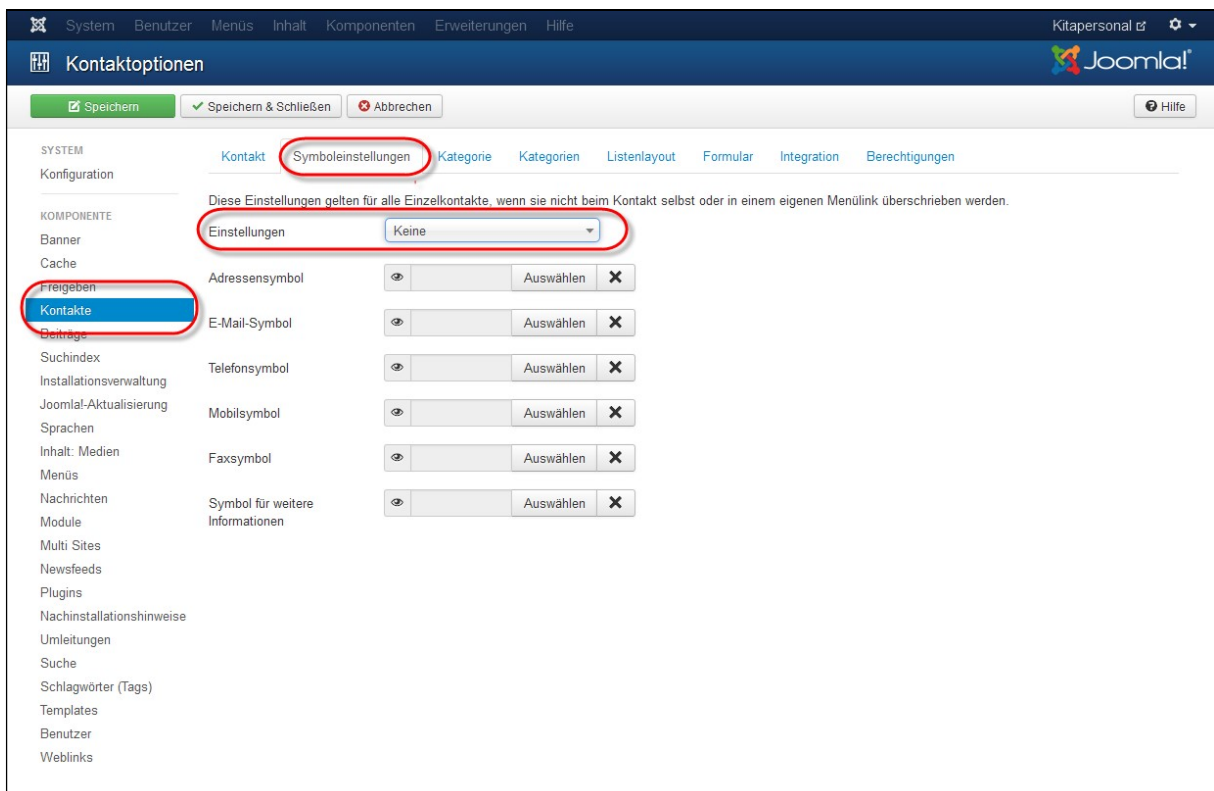 System Benutzer Menüs Inhalt Komponenten Erweiterungen Hilfe Kitapersonal
Kontaktoptionen Joomla!
Speichern Speichern & Schließen Abbrechen Hilfe
SYSTEM
Konfiguration
KOMPONENTE
Banner
Cache
Freigeben
Kontakte
Beiträge
Suchindex
Installationsverwaltung
Joomla!-Aktualisierung
Sprachen
Inhalt: Medien
Menüs
Nachrichten
Module
Multi Sites
Newsfeeds
Plugins
Nachinstallationshinweise
Umleitungen
Suche
Schlagwörter (Tags)
Templates
Benutzer
Weblinks
Kontakt Symboleinstellungen Kategorie Kategorien Listenlayout Formular Integration Berechtigungen
Diese Einstellungen gelten für alle Einzelkontakte, wenn sie nicht beim Kontakt selbst oder in einem eigenen Menülink überschrieben werden.
Einstellungen Keine
Adressensymbol Auswählen
E-Mail-Symbol Auswählen
Telefonsymbol Auswählen
Mobilsymbol Auswählen
Faxsymbol Auswählen
Symbol für weitere Auswählen
Informationen